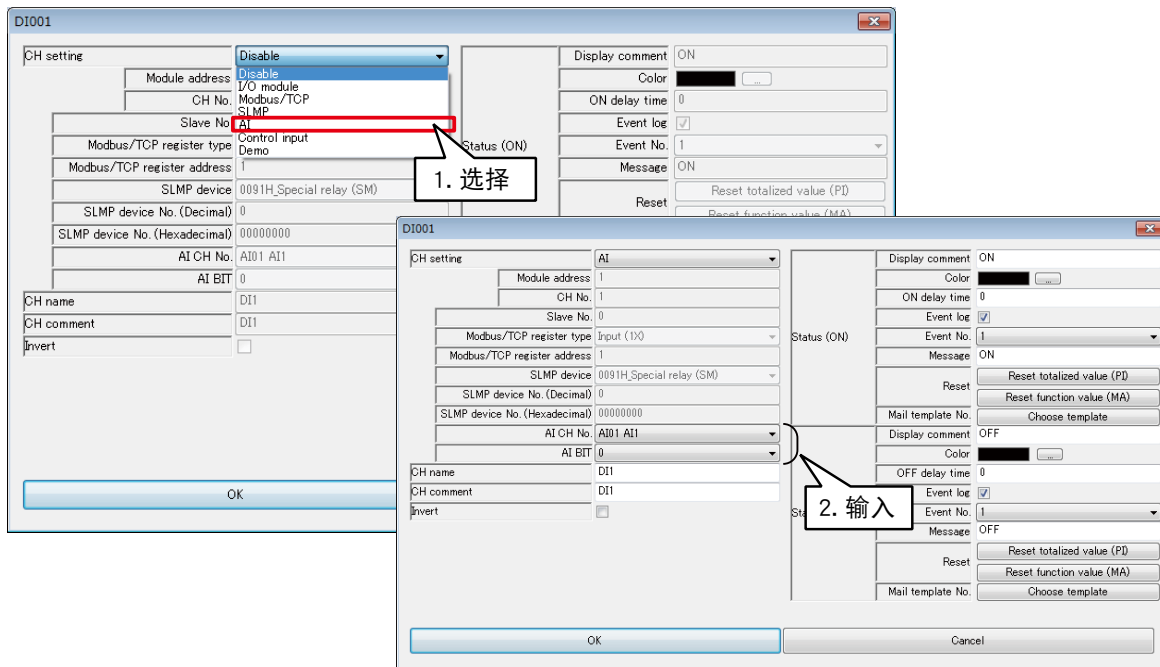 DI001
CH setting Disable
Disable
I/O module
Modbus/TCP
SLMP
AI
Control input
Demo
Module address
CH No.
Slave No.
Modbus/TCP register type
Modbus/TCP register address 1
SLMP device 0091H_Special relay (SM)
SLMP device No. (Decimal) 0
SLMP device No. (Hexadecimal) 00000000
AI CH No. AI01 AI1
AI BIT 0
CH name DI1
CH comment DI1
Invert
Status (ON)
Display comment ON
Color ...
ON delay time 0
Event log
Event No. 1
Message ON
Reset
Reset totalized value (PI)
Reset function value (MA)
OK
1. 选择
DI001
CH setting AI
Module address 1
CH No. 1
Slave No. 0
Modbus/TCP register type Input (1X)
Modbus/TCP register address 1
SLMP device 0091H_Special relay (SM)
SLMP device No. (Decimal) 0
SLMP device No. (Hexadecimal) 00000000
AI CH No. AI01 AI1
AI BIT 0
CH name DI1
CH comment DI1
Invert
Status (ON)
Display comment ON
Color ...
ON delay time 0
Event log
Event No. 1
Message ON
Reset
Reset totalized value (PI)
Reset function value (MA)
Mail template No. Choose template
Display comment OFF
Color ...
OFF delay time 0
Event log
Event No. 1
Message OFF
Reset
Reset totalized value (PI)
Reset function value (MA)
Mail template No. Choose template
2. 输入
OK
Cancel